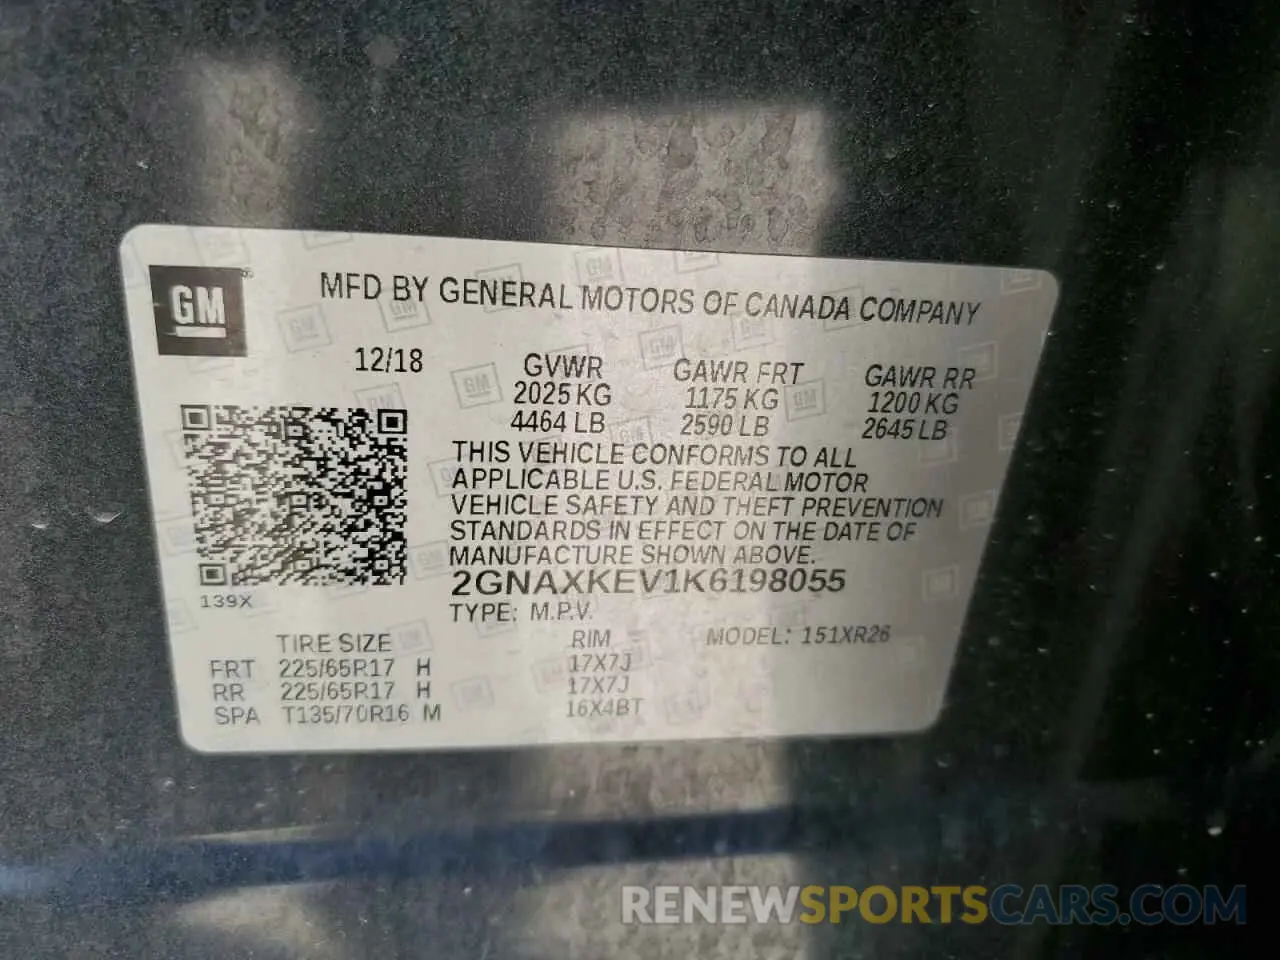 GM
MFD BY GENERAL MOTORS OF CANADA COMPANY
12/18 GVWR GAWR FRT GAWR RR
2025 KG 1175 KG 1200 KG
4464 LB 2590 LB 2645 LB
THIS VEHICLE CONFORMS TO ALL
APPLICABLE U.S. FEDERAL MOTOR
VEHICLE SAFETY AND THEFT PREVENTION
STANDARDS IN EFFECT ON THE DATE OF
MANUFACTURE SHOWN ABOVE.
2GNAXKEV1K6198055
139X
TYPE: M.P.V.
TIRE SIZE RIM MODEL: 151XR26
FRT 225/65R17 H 17X7J
RR 225/65R17 H 17X7J
SPA T135/70R16 M 16X4BT
RENEWSPORTSCARS.COM